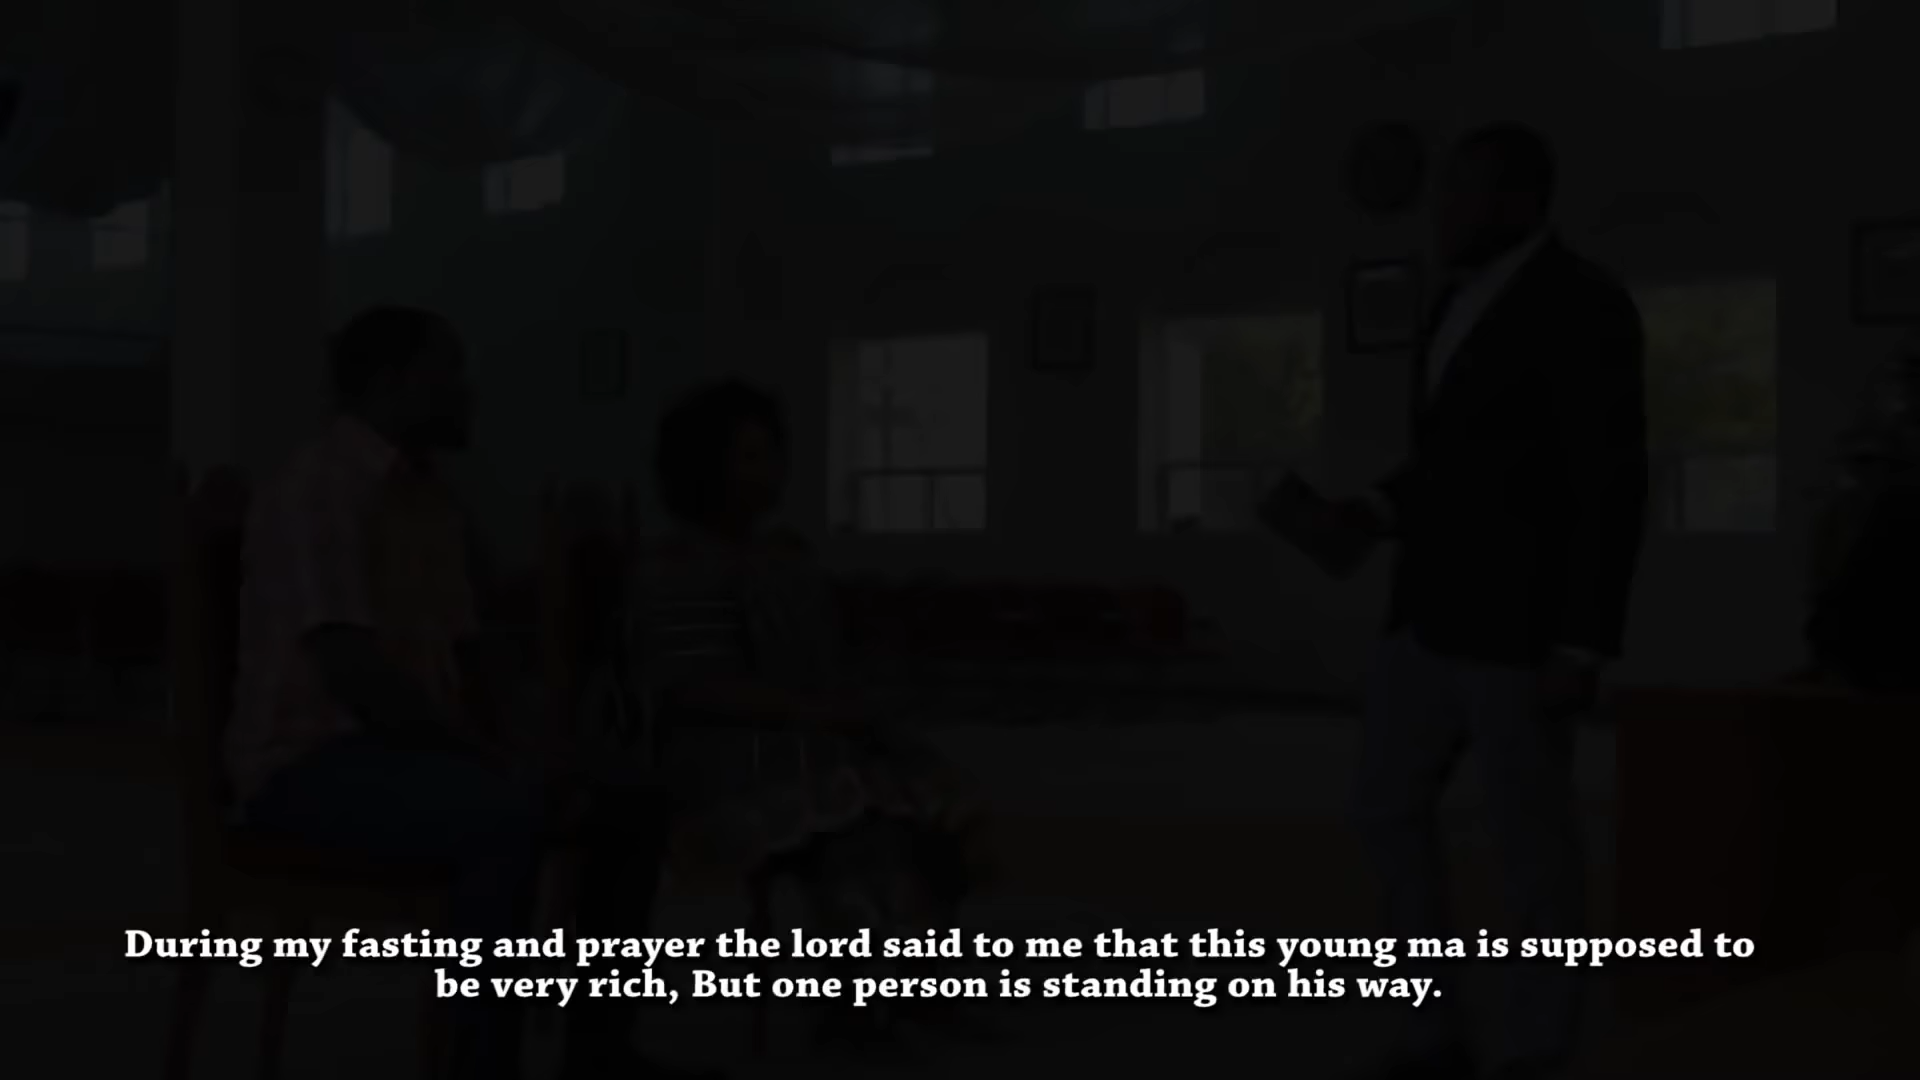 During my fasting and prayer the lord said to me that this young ma is supposed to
be very rich, But one person is standing on his way.